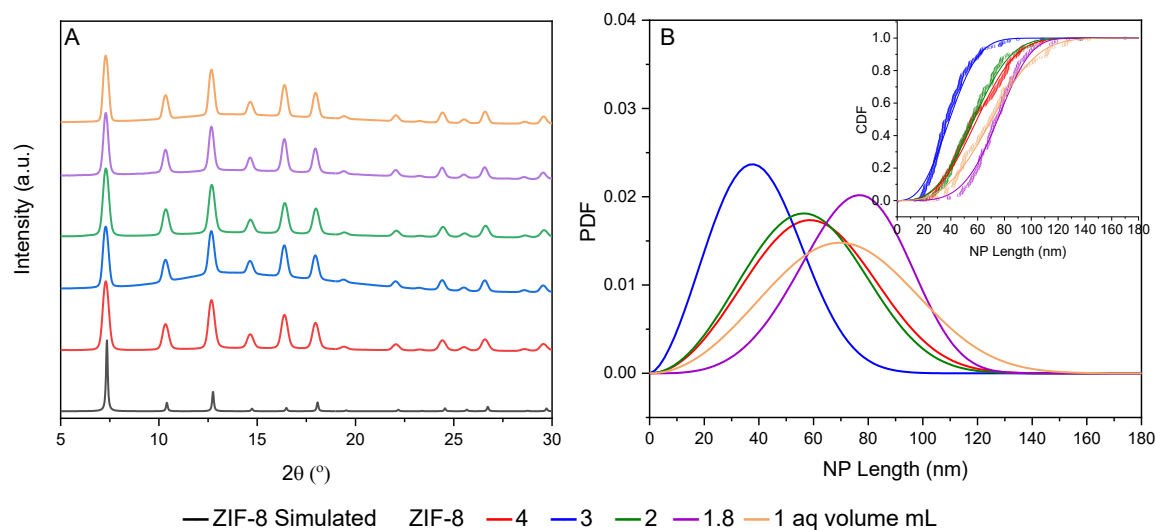 A
Intensity (a.u.)
5 10 15 20 25 30
2θ (°)
B
0.04
0.03
0.02
0.01
0.00
PDF
0 20 40 60 80 100 120 140 160 180
NP Length (nm)
1.0
0.8
0.6
0.4
0.2
0.0
CDF
0 20 40 60 80 100 120 140 160 180
NP Length (nm)
ZIF-8 Simulated ZIF-8 4 3 2 1.8 1 aq volume mL